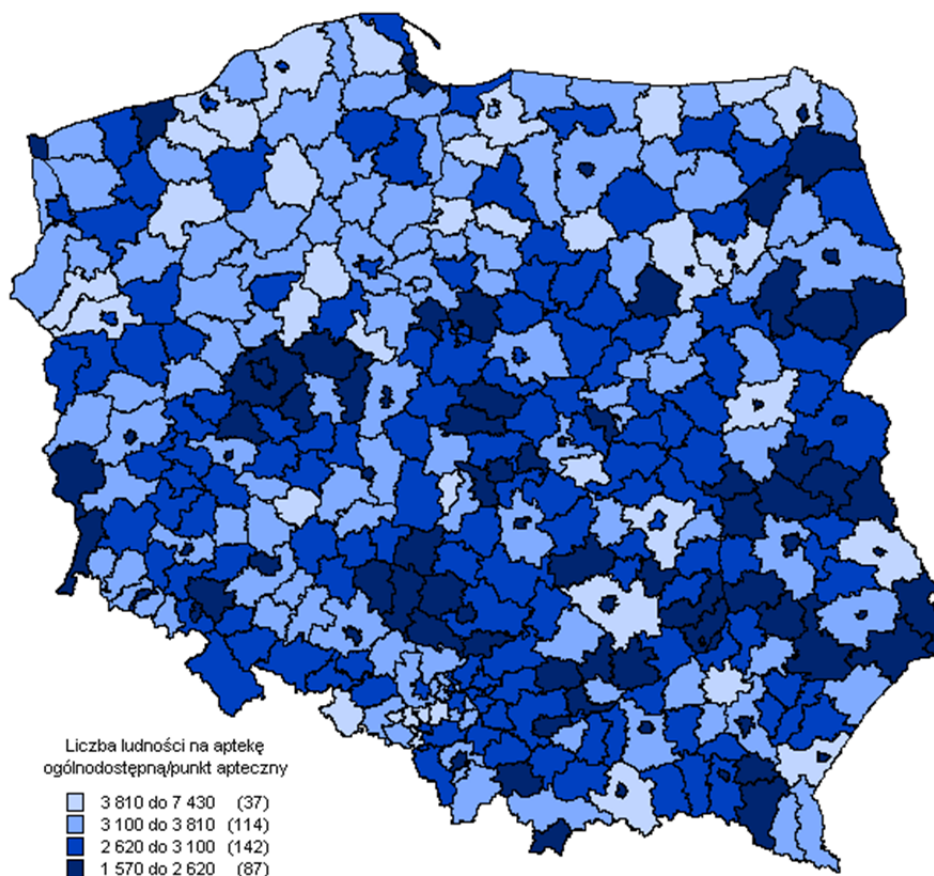 Liczba ludności na aptekę
ogólnodostępną/punkt apteczny
3 810 do 7 430 (37)
3 100 do 3 810 (114)
2 620 do 3 100 (142)
1 570 do 2 620 (87)